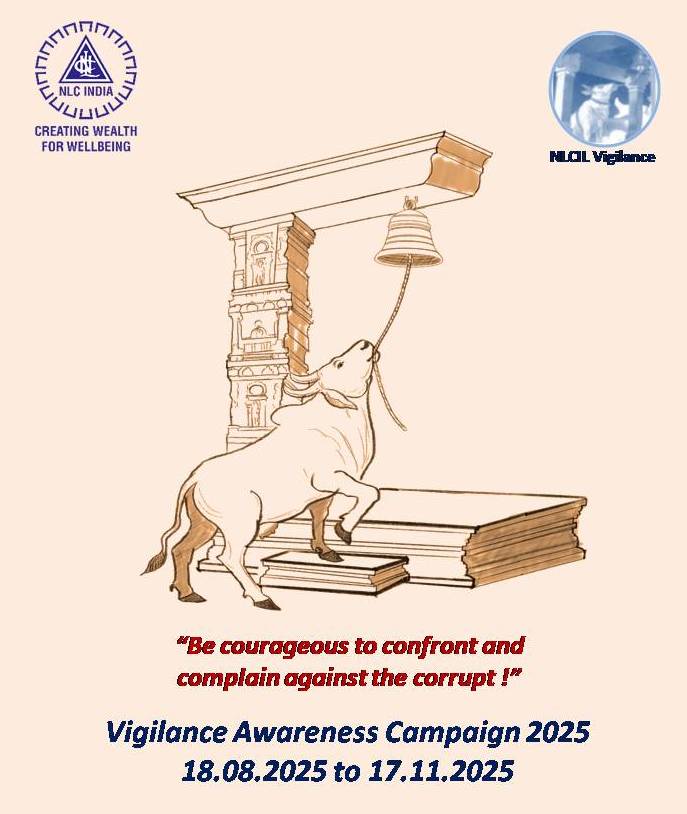 NLC INDIA
CREATING WEALTH
FOR WELLBEING
NLCIL Vigilance
“Be courageous to confront and
complain against the corrupt !”
Vigilance Awareness Campaign 2025
18.08.2025 to 17.11.2025